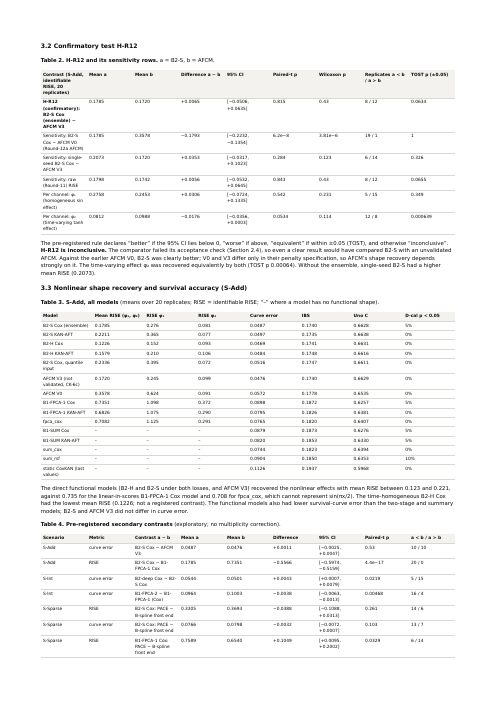 3.2 Confirmatory test H-R12
Table 2. H-R12 and its sensitivity rows. a = B2-S, b = AFCM.
Contrast (S-Add, identifiable RISE, 20 replicates) Mean a Mean b Difference a − b 95% CI Paired-t p Wilcoxon p Replicates a < b / a > b TOST p (±0.05)
H-R12 (confirmatory): B2-S Cox (ensemble) − AFCM V3 0.1785 0.1720 +0.0065 [−0.0506, +0.0635] 0.815 0.43 8 / 12 0.0634
Sensitivity: B2-S Cox − AFCM V0 (Round-12a AFCM) 0.1785 0.3578 −0.1793 [−0.2232, −0.1354] 6.2e−8 3.81e−6 19 / 1 1
Sensitivity: single-seed B2-S Cox − AFCM V3 0.2073 0.1720 +0.0353 [−0.0317, +0.1023] 0.284 0.123 6 / 14 0.326
Sensitivity: raw (Round-11) RISE 0.1798 0.1742 +0.0056 [−0.0532, +0.0645] 0.843 0.43 8 / 12 0.0655
Per channel: φ₁ (homogeneous sin effect) 0.2758 0.2453 +0.0306 [−0.0724, +0.1335] 0.542 0.231 5 / 15 0.349
Per channel: φ₂ (time-varying tanh effect) 0.0812 0.0988 −0.0176 [−0.0356, +0.0003] 0.0534 0.114 12 / 8 0.000639
The pre-registered rule declares “better” if the 95% CI lies below 0, “worse” if above, “equivalent” if within ±0.05 (TOST), and otherwise “inconclusive”.
H-R12 is inconclusive. The comparator failed its acceptance check (Section 2.4), so even a clear result would have compared B2-S with an unvalidated
AFCM. Against the earlier AFCM V0, B2-S was clearly better; V0 and V3 differ only in their penalty specification, so AFCM’s shape recovery depends
strongly on it. The time-varying effect φ₂ was recovered equivalently by both (TOST p 0.00064). Without the ensemble, single-seed B2-S had a higher
mean RISE (0.2073).
3.3 Nonlinear shape recovery and survival accuracy (S-Add)
Table 3. S-Add, all models (means over 20 replicates; RISE = identifiable RISE; “–” where a model has no functional shape).
Model Mean RISE (φ₁, φ₂) RISE φ₁ RISE φ₂ Curve error IBS Uno C D-cal p < 0.05
B2-S Cox (ensemble) 0.1785 0.276 0.081 0.0487 0.1740 0.6628 5%
B2-S KAN-AFT 0.2211 0.365 0.077 0.0497 0.1735 0.6638 0%
B2-H Cox 0.1226 0.152 0.093 0.0469 0.1741 0.6631 0%
B2-H KAN-AFT 0.1579 0.210 0.106 0.0484 0.1748 0.6616 0%
B2-S Cox, quantile input 0.2336 0.395 0.072 0.0516 0.1747 0.6611 0%
AFCM V3 (not validated, CR-6c) 0.1720 0.245 0.099 0.0476 0.1740 0.6629 0%
AFCM V0 0.3578 0.624 0.091 0.0572 0.1778 0.6535 0%
B1-FPCA-1 Cox 0.7351 1.098 0.372 0.0898 0.1872 0.6257 5%
B1-FPCA-1 KAN-AFT 0.6826 1.075 0.290 0.0795 0.1826 0.6381 0%
fpca_cox 0.7082 1.125 0.291 0.0765 0.1820 0.6407 0%
B1-SUM Cox – – – 0.0879 0.1873 0.6276 5%
B1-SUM KAN-AFT – – – 0.0820 0.1853 0.6330 5%
sum_cox – – – 0.0744 0.1823 0.6394 0%
sum_rsf – – – 0.0904 0.1850 0.6353 10%
static CoxKAN (last values) – – – 0.1126 0.1937 0.5968 0%
The direct functional models (B2-H and B2-S under both losses, and AFCM V3) recovered the nonlinear effects with mean RISE between 0.123 and 0.221,
against 0.735 for the linear-in-scores B1-FPCA-1 Cox model and 0.708 for fpca_cox, which cannot represent sin(πx/2). The time-homogeneous B2-H Cox
had the lowest mean RISE (0.1226; not a registered contrast). The functional models also had lower survival-curve error than the two-stage and summary
models; B2-S and AFCM V3 did not differ in curve error.
Table 4. Pre-registered secondary contrasts (exploratory; no multiplicity correction).
Scenario Metric Contrast a − b Mean a Mean b Difference 95% CI Paired-t p a < b / a > b
S-Add curve error B2-S Cox − AFCM V3 0.0487 0.0476 +0.0011 [−0.0025, +0.0047] 0.53 10 / 10
S-Add RISE B2-S Cox − B1-FPCA-1 (Cox) 0.1785 0.7351 −0.5566 [−0.5974, −0.5159] 4.4e−17 20 / 0
S-Int curve error B2-deep Cox − B2-S Cox 0.0544 0.0501 +0.0043 [+0.0007, +0.0079] 0.0219 5 / 15
S-Int curve error B1-FPCA-2 − B1-FPCA-1 (Cox) 0.0964 0.1003 −0.0038 [−0.0063, −0.0013] 0.00468 16 / 4
S-Sparse RISE B2-S Cox: PACE − B-spline front end 0.3305 0.3693 −0.0388 [−0.1088, +0.0313] 0.261 14 / 6
S-Sparse curve error B2-S Cox: PACE − B-spline front end 0.0766 0.0798 −0.0032 [−0.0072, +0.0007] 0.103 13 / 7
S-Sparse RISE B1-FPCA-1 Cox: PACE − B-spline front end 0.7589 0.6540 +0.1049 [+0.0095, +0.2002] 0.0329 6 / 14